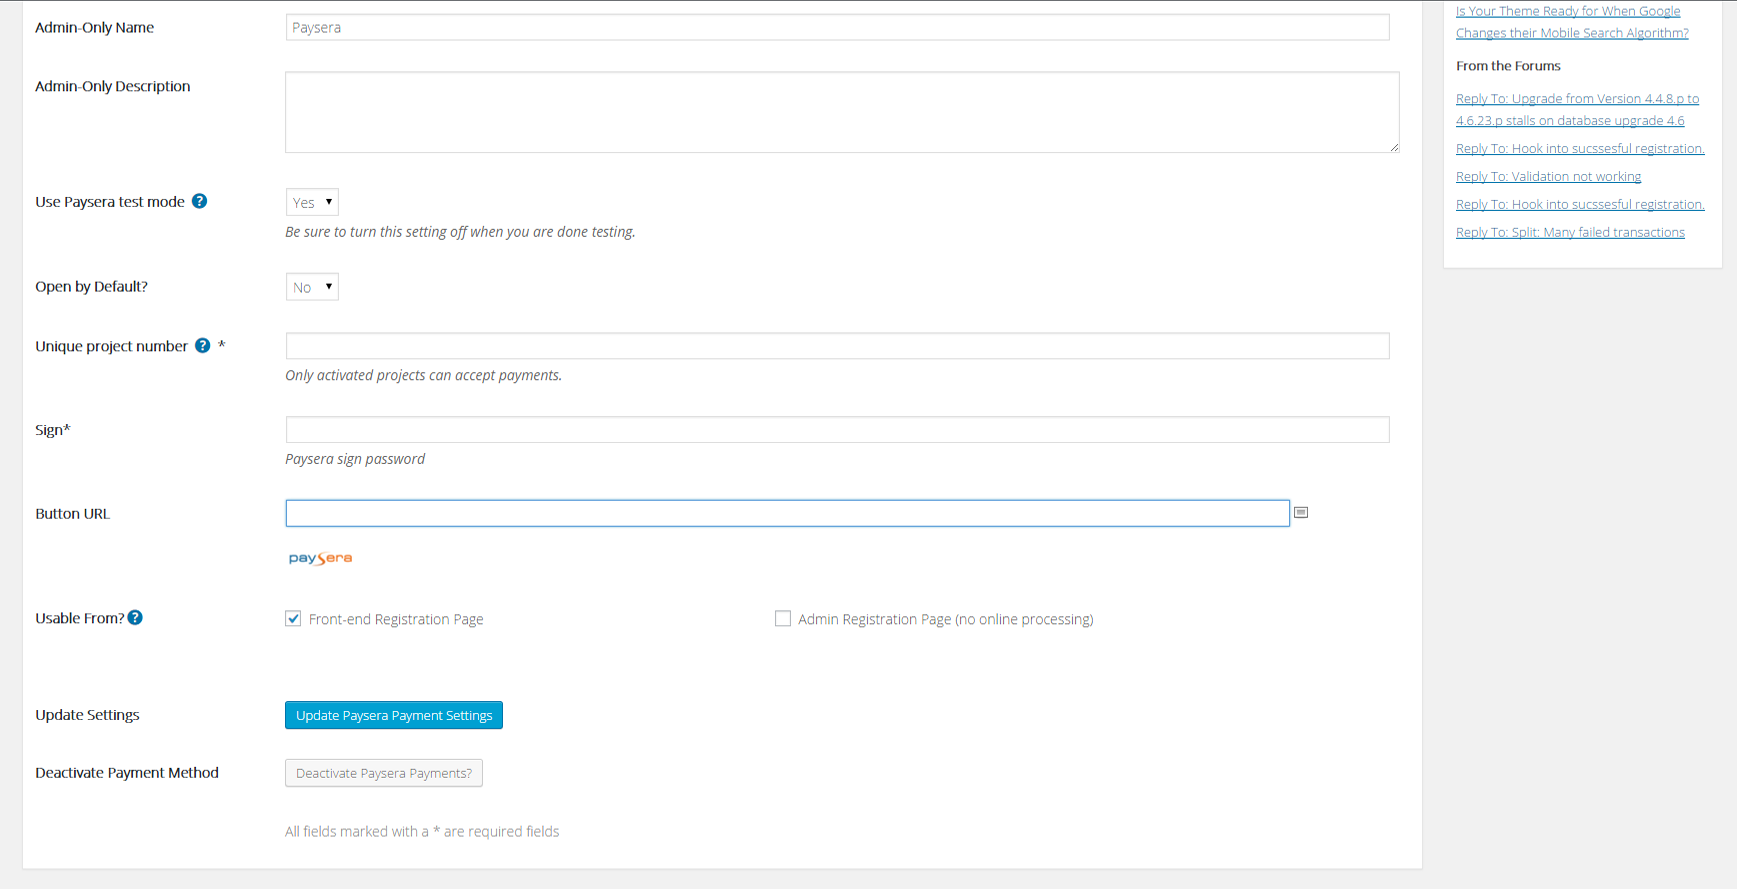 Admin-Only Name
Paysera
Admin-Only Description
Use Paysera test mode ?
Yes
Be sure to turn this setting off when you are done testing.
Open by Default?
No
Unique project number ? *
Only activated projects can accept payments.
Sign*
Paysera sign password
Button URL
paysera
Usable From? ?
Front-end Registration Page
Admin Registration Page (no online processing)
Update Settings
Update Paysera Payment Settings
Deactivate Payment Method
Deactivate Paysera Payments?
All fields marked with a * are required fields
Is Your Theme Ready for When Google
Changes their Mobile Search Algorithm?
From the Forums
Reply To: Upgrade from Version 4.4.8.p to
4.6.23.p stalls on database upgrade 4.6
Reply To: Hook into sucssesful registration.
Reply To: Validation not working
Reply To: Hook into sucssesful registration.
Reply To: Split: Many failed transactions